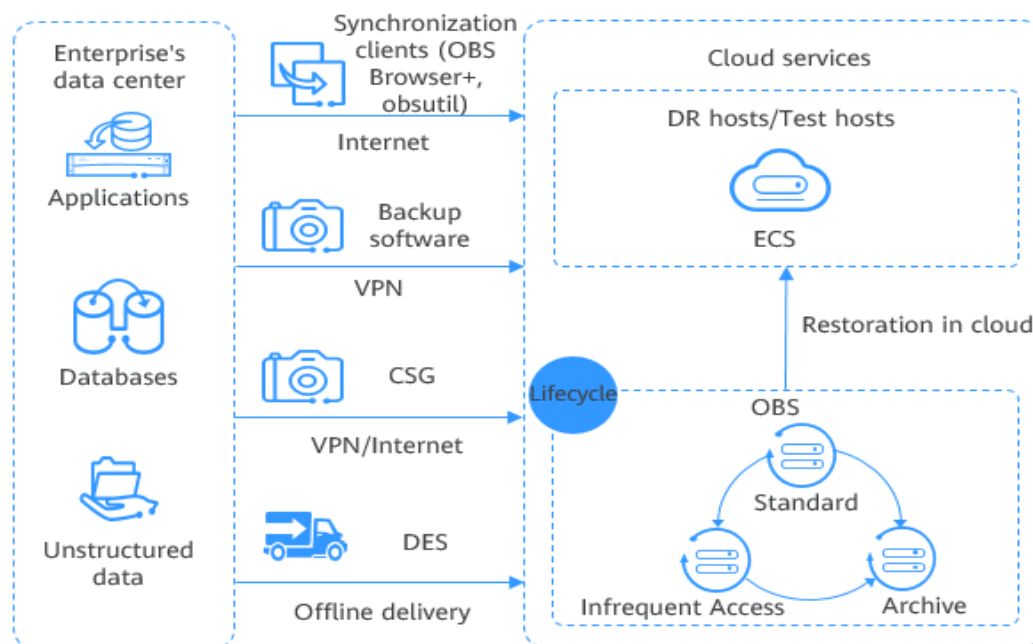 Enterprise's
data center
Applications
Databases
Unstructured
data
Synchronization
clients (OBS
Browser+,
obsutil)
Internet
Backup
software
VPN
CSG
VPN/Internet
DES
Offline delivery
Cloud services
DR hosts/Test hosts
ECS
Restoration in cloud
Lifecycle
OBS
Standard
Infrequent Access
Archive